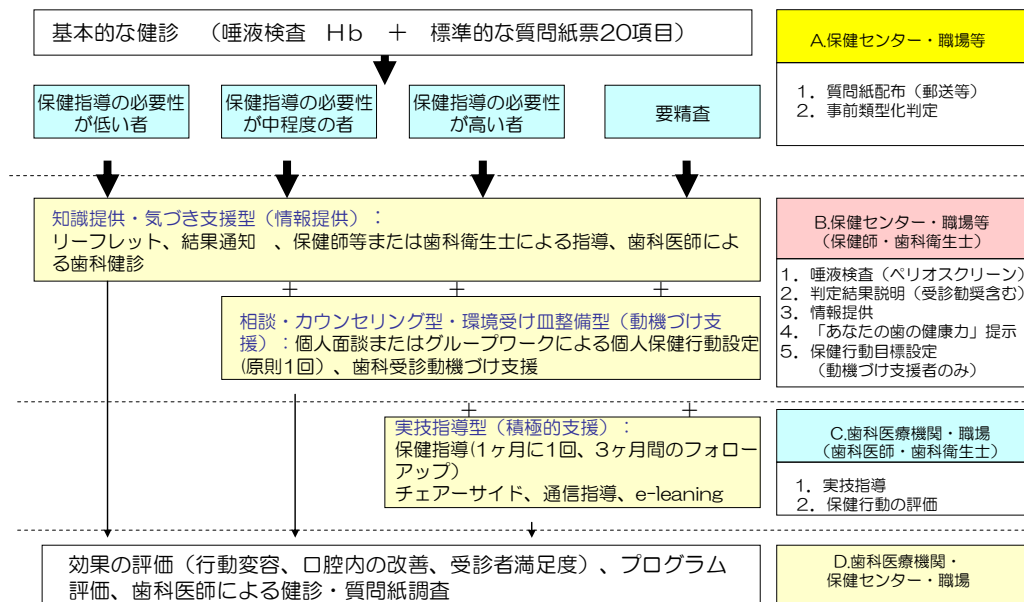 基本的な健診　（唾液検査　Hb　＋　標準的な質問紙票20項目）
保健指導の必要性
が低い者
保健指導の必要性
が中程度の者
保健指導の必要性
が高い者
要精査
A.保健センター・職場等
1. 質問紙配布（郵送等）
2. 事前類型化判定
知識提供・気づき支援型（情報提供）：
リーフレット、結果通知　、保健師等または歯科衛生士による指導、歯科医師によ
る歯科健診
B.保健センター・職場等
（保健師・歯科衛生士）
1. 唾液検査（ペリオスクリーン）
2. 判定結果説明（受診勧奨含む）
3. 情報提供
4. 「あなたの歯の健康力」提示
5. 保健行動目標設定
（動機づけ支援者のみ）
＋　＋　＋
相談・カウンセリング型・環境受け皿整備型（動機づけ支
援）：個人面談またはグループワークによる個人保健行動設定
(原則1回）、歯科受診動機づけ支援
＋　＋
実技指導型（積極的支援）：
保健指導(1ヶ月に1回、3ヶ月間のフォロー
アップ）
チェアーサイド、通信指導、e-leaning
C.歯科医療機関・職場
（歯科医師・歯科衛生士）
1. 実技指導
2. 保健行動の評価
効果の評価（行動変容、口腔内の改善、受診者満足度）、プログラム
評価、歯科医師による健診・質問紙調査
D.歯科医療機関・
保健センター・職場